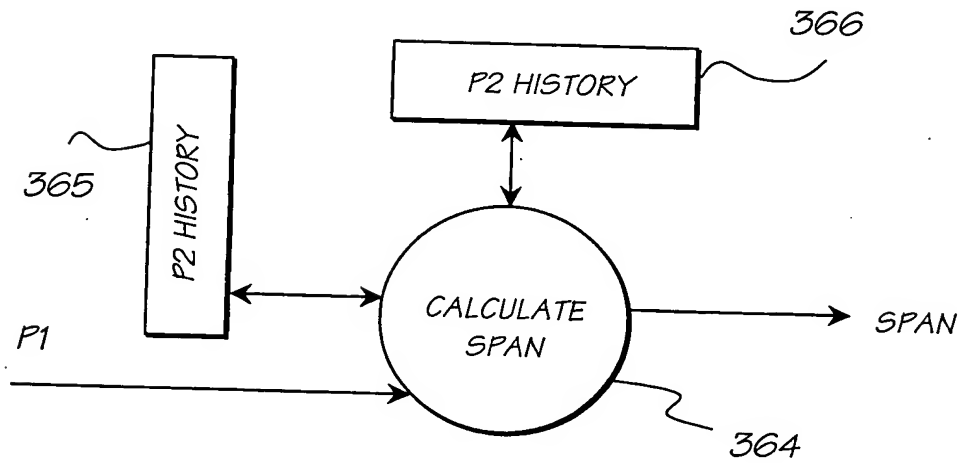 366
P2 HISTORY
365
P2 HISTORY
CALCULATE
SPAN
SPAN
P1
364